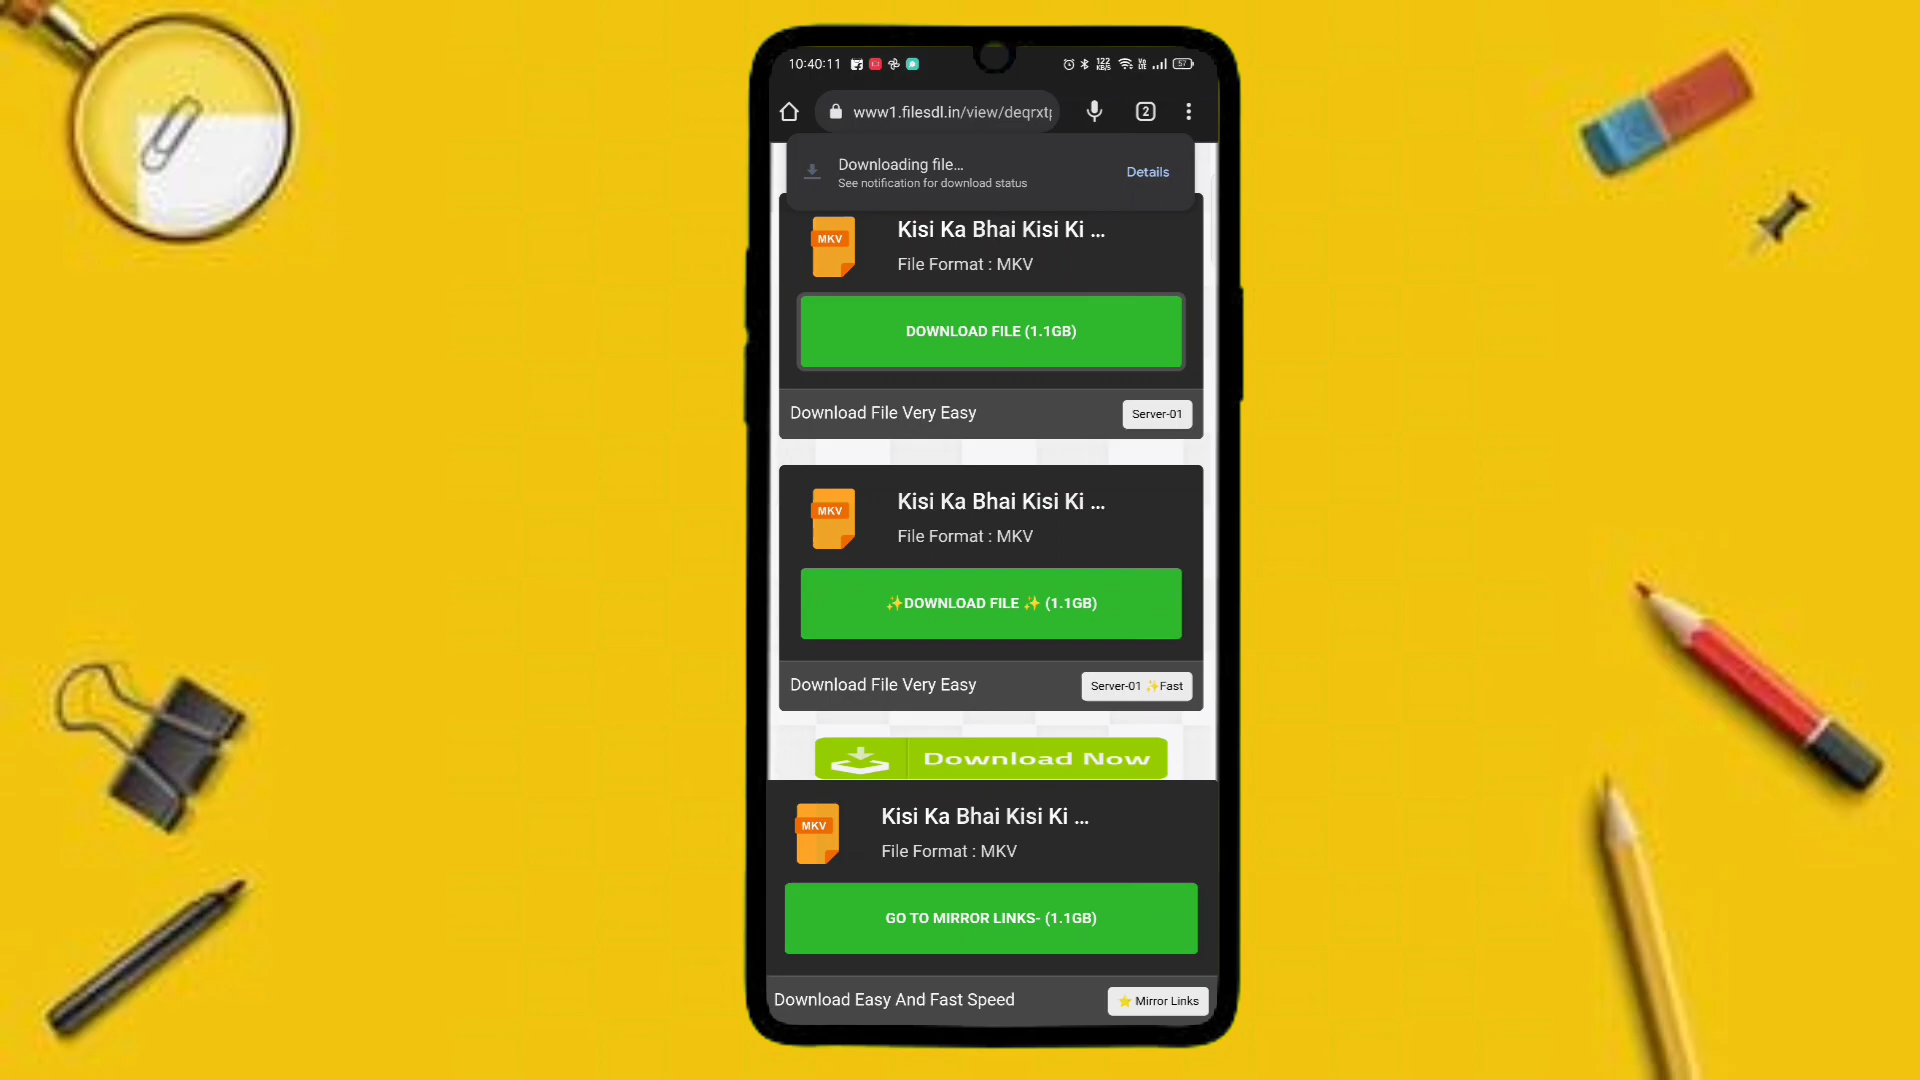 10:40:11
122 KB/S
57
www1.filesdl.in/view/deqrxt
2
Downloading file...
See notification for download status
Details
MKV
Kisi Ka Bhai Kisi Ki ...
File Format : MKV
DOWNLOAD FILE (1.1GB)
Download File Very Easy
Server-01
MKV
Kisi Ka Bhai Kisi Ki ...
File Format : MKV
✨DOWNLOAD FILE ✨ (1.1GB)
Download File Very Easy
Server-01 ✨Fast
Download Now
MKV
Kisi Ka Bhai Kisi Ki ...
File Format : MKV
GO TO MIRROR LINKS- (1.1GB)
Download Easy And Fast Speed
⭐ Mirror Links